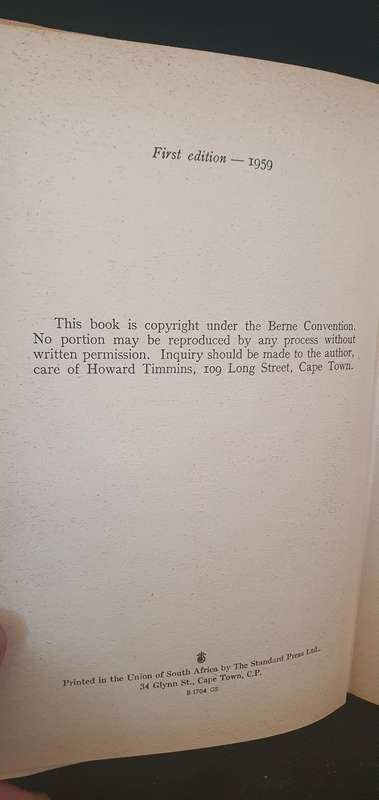 First edition — 1959
This book is copyright under the Berne Convention.
No portion may be reproduced by any process without
written permission. Inquiry should be made to the author,
care of Howard Timmins, 109 Long Street, Cape Town.
Printed in the Union of South Africa by The Standard Press Ltd.,
34 Glynn St., Cape Town, C.P.
B 1704 GS